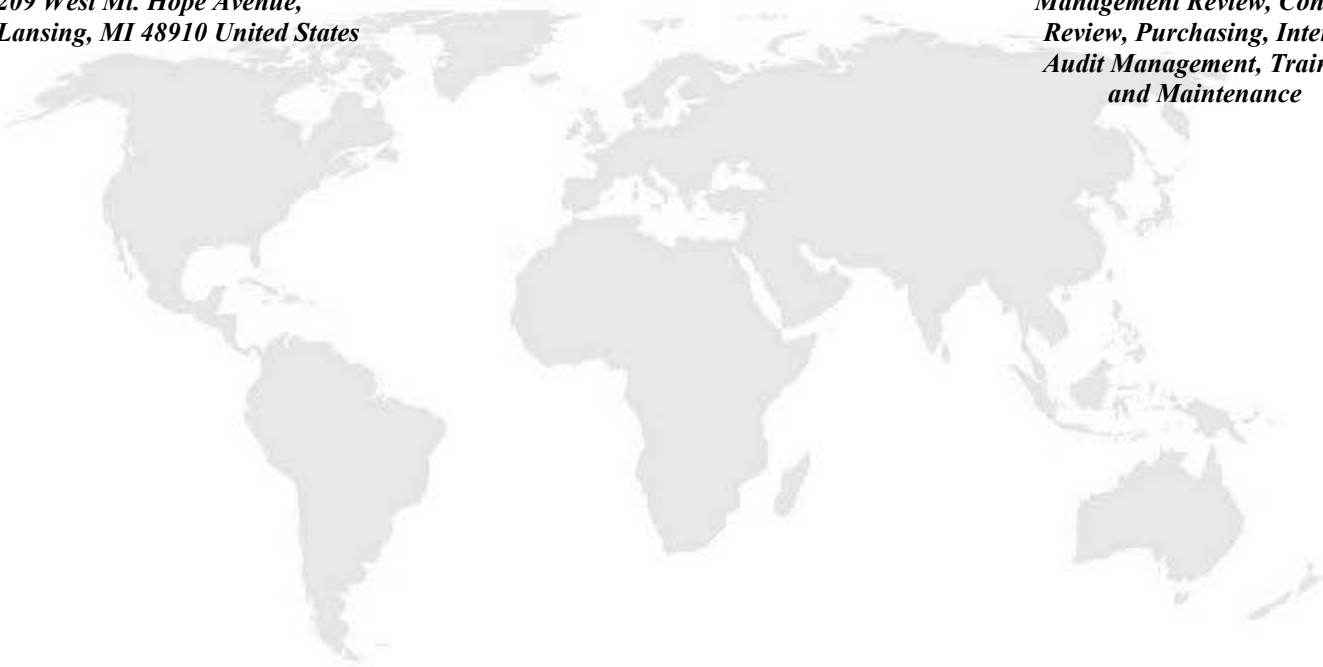 209 West Mt. Hope Avenue,
Lansing, MI 48910 United States
Management Review, Con
Review, Purchasing, Inter
Audit Management, Train
and Maintenance